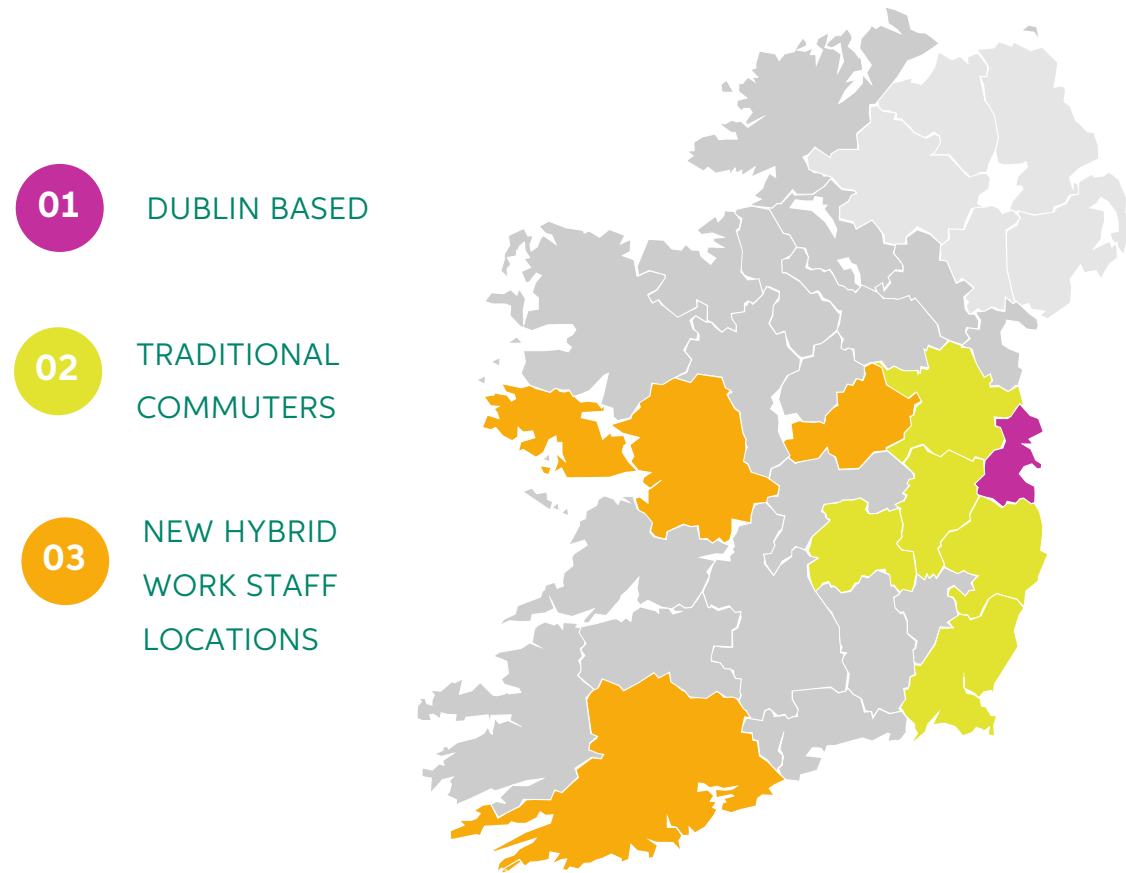 01
DUBLIN BASED
02
TRADITIONAL
COMMUTERS
03
NEW HYBRID
WORK STAFF
LOCATIONS